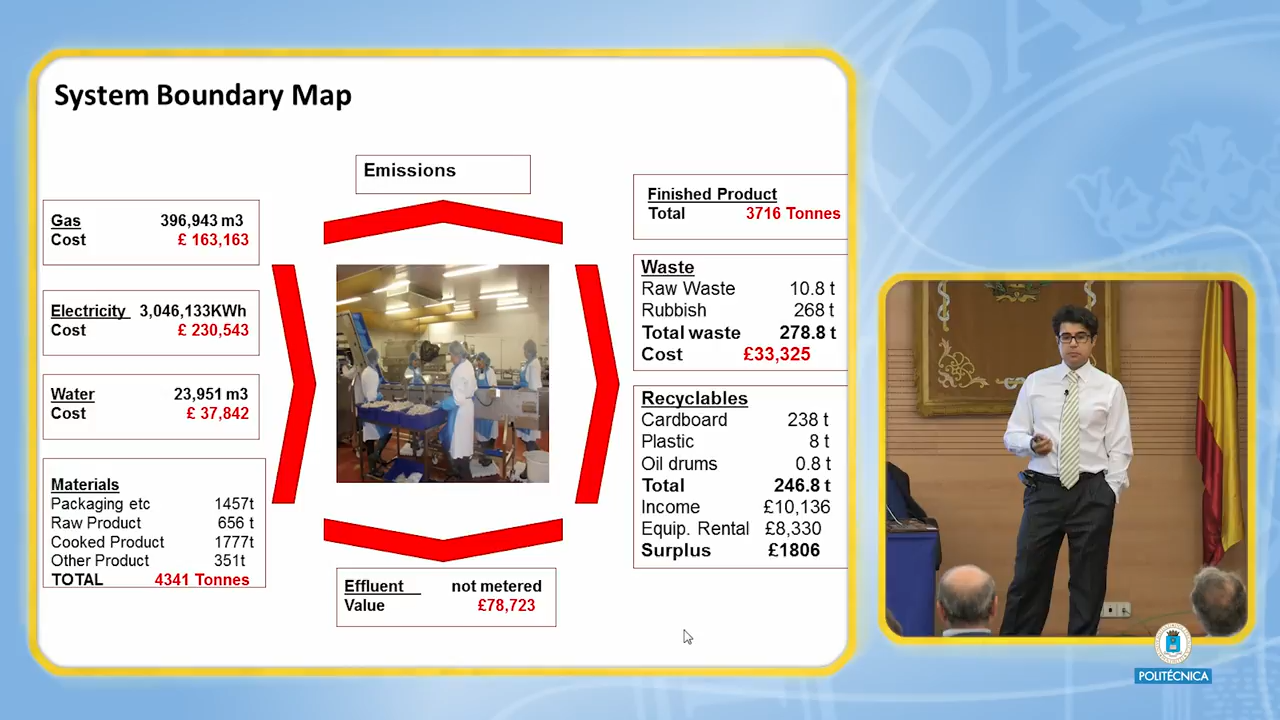 System Boundary Map
Emissions
Gas 396,943 m3
Cost £ 163,163
Electricity 3,046,133KWh
Cost £ 230,543
Water 23,951 m3
Cost £ 37,842
Materials
Packaging etc 1457t
Raw Product 656 t
Cooked Product 1777t
Other Product 351t
TOTAL 4341 Tonnes
Effluent not metered
Value £78,723
Finished Product
Total 3716 Tonnes
Waste
Raw Waste 10.8 t
Rubbish 268 t
Total waste 278.8 t
Cost £33,325
Recyclables
Cardboard 238 t
Plastic 8 t
Oil drums 0.8 t
Total 246.8 t
Income £10,136
Equip. Rental £8,330
Surplus £1806
POLITÉCNICA